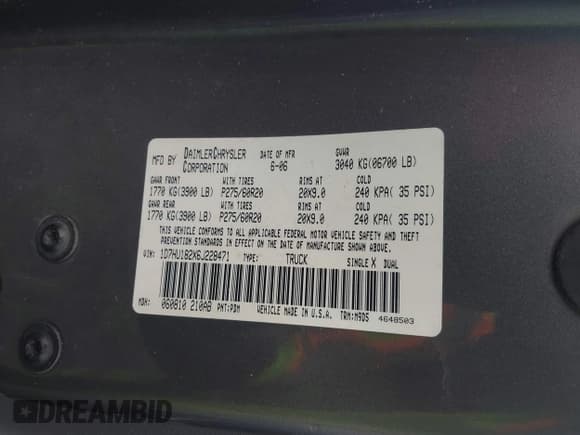 MFD BY DAIMLERCHRYSLER CORPORATION DATE OF MFR 6-06 GVWR 3040 KG(06700 LB)
GAWR FRONT WITH TIRES RIMS AT COLD
1770 KG(3900 LB) P275/60R20 20X9.0 240 KPA( 35 PSI)
GAWR REAR WITH TIRES RIMS AT COLD
1770 KG(3900 LB) P275/60R20 20X9.0 240 KPA( 35 PSI)
THIS VEHICLE CONFORMS TO ALL APPLICABLE FEDERAL MOTOR VEHICLE SAFETY AND THEFT
PREVENTION STANDARDS IN EFFECT ON THE DATE OF MANUFACTURE SHOWN ABOVE.
VIN: 1D7HU182X6J228471 TYPE: TRUCK SINGLE X DUAL
MDH: 060810 210AB PNT:PDM VEHICLE MADE IN U.S.A. TRM:M9D5 4648503
DREAMBID